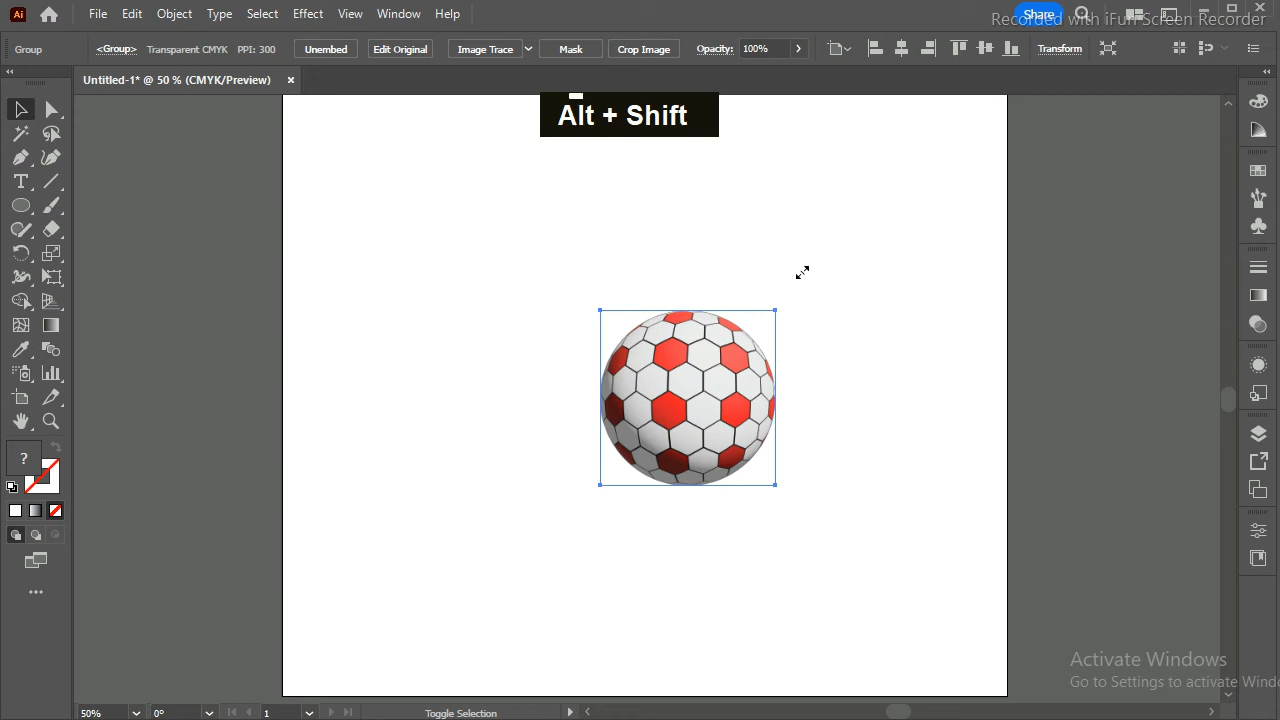 Ai File Edit Object Type Select Effect View Window Help Share
Recorded with iFun Screen Recorder
Group <Group> Transparent CMYK PPI: 300 Unembed Edit Original Image Trace Mask Crop Image Opacity: 100% Transform
Untitled-1* @ 50 % (CMYK/Preview)
Alt + Shift
T
?
Activate Windows
Go to Settings to activate Windo
50% 0° 1 Toggle Selection